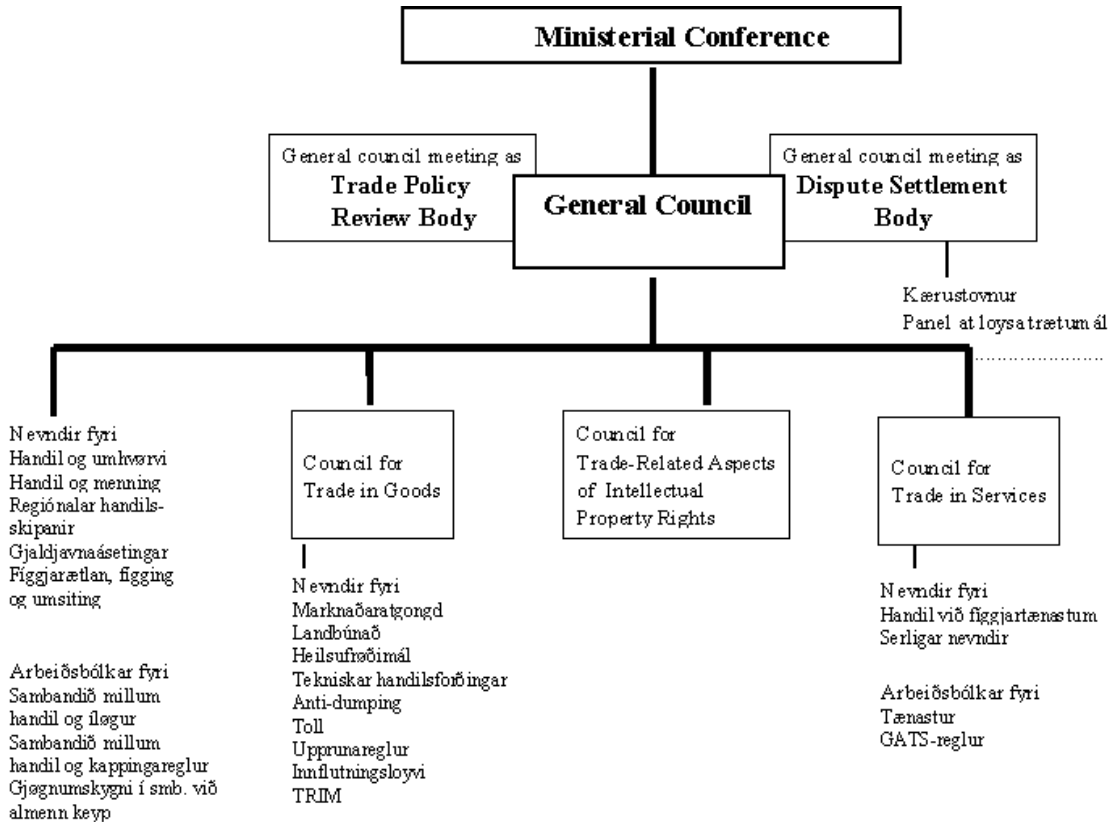 Ministerial Conference
General council meeting as
Trade Policy
Review Body
General Council
General council meeting as
Dispute Settlement
Body
Kærustovnur
Panel at loysa trætumál
Nevndir fyri
Handil og umhvørvi
Handil og menning
Regiónalar handils-
skipanir
Gjaldjavnaásetingar
Fíggjarætlan, fígging
og umsiting
Arbeiðsbólkar fyri
Sambandið millum
handil og íløgur
Sambandið millum
handil og kappingareglur
Gjøgnumskygni í smb. við
almenn keyp
Council for
Trade in Goods
Nevndir fyri
Marknaðaratgongd
Landbúnað
Heilsufrøðimál
Tekniskar handilsforðingar
Anti-dumping
Toll
Upprunareglur
Innflutningsloyvi
TRIM
Council for
Trade-Related Aspects
of Intellectual
Property Rights
Council for
Trade in Services
Nevndir fyri
Handil við fíggjartænastum
Serligar nevndir
Arbeiðsbólkar fyri
Tænastur
GATS-reglur